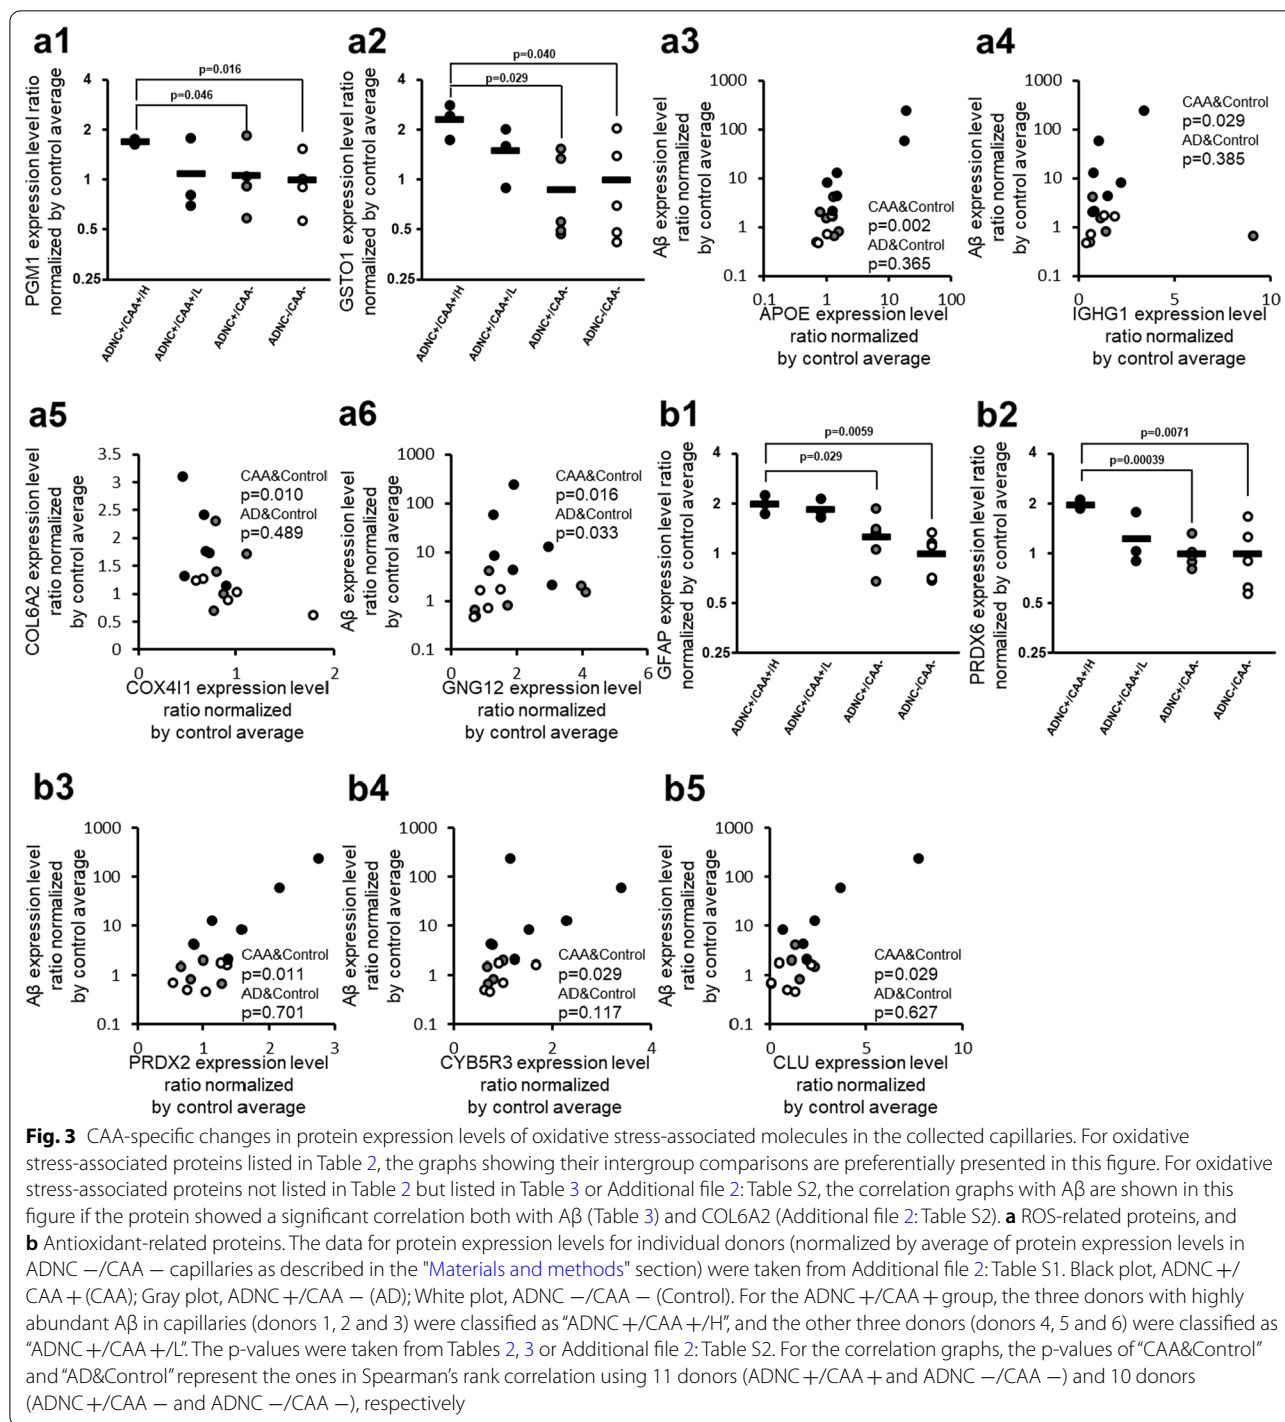 a1
PGM1 expression level ratio
normalized by control average
4
2
1
0.5
0.25
p=0.016
p=0.046
ADNC+/CAA+/H
ADNC+/CAA+/L
ADNC+/CAA-
ADNC-/CAA-
a2
GSTO1 expression level ratio
normalized by control average
4
2
1
0.5
0.25
p=0.040
p=0.029
ADNC+/CAA+/H
ADNC+/CAA+/L
ADNC+/CAA-
ADNC-/CAA-
a3
Aβ expression level
ratio normalized
by control average
1000
100
10
1
0.1
CAA&Control
p=0.002
AD&Control
p=0.365
0.1
1
10
100
APOE expression level
ratio normalized
by control average
a4
Aβ expression level
ratio normalized
by control average
1000
100
10
1
0.1
CAA&Control
p=0.029
AD&Control
p=0.385
0
5
10
IGHG1 expression level
ratio normalized
by control average
a5
COL6A2 expression level
ratio normalized
by control average
3.5
3
2.5
2
1.5
1
0.5
0
CAA&Control
p=0.010
AD&Control
p=0.489
0
1
2
COX4I1 expression level
ratio normalized
by control average
a6
Aβ expression level
ratio normalized
by control average
1000
100
10
1
0.1
CAA&Control
p=0.016
AD&Control
p=0.033
0
2
4
6
GNG12 expression level
ratio normalized
by control average
b1
GFAP expression level ratio
normalized by control average
4
2
1
0.5
0.25
p=0.0059
p=0.029
ADNC+/CAA+/H
ADNC+/CAA+/L
ADNC+/CAA-
ADNC-/CAA-
b2
PRDX6 expression level ratio
normalized by control average
4
2
1
0.5
0.25
p=0.0071
p=0.00039
ADNC+/CAA+/H
ADNC+/CAA+/L
ADNC+/CAA-
ADNC-/CAA-
b3
Aβ expression level
ratio normalized
by control average
1000
100
10
1
0.1
CAA&Control
p=0.011
AD&Control
p=0.701
0
1
2
3
PRDX2 expression level
ratio normalized
by control average
b4
Aβ expression level
ratio normalized
by control average
1000
100
10
1
0.1
CAA&Control
p=0.029
AD&Control
p=0.117
0
2
4
CYB5R3 expression level
ratio normalized
by control average
b5
Aβ expression level
ratio normalized
by control average
1000
100
10
1
0.1
CAA&Control
p=0.029
AD&Control
p=0.627
0
5
10
CLU expression level
ratio normalized
by control average
Fig. 3 CAA-specific changes in protein expression levels of oxidative stress-associated molecules in the collected capillaries. For oxidative
stress-associated proteins listed in Table 2, the graphs showing their intergroup comparisons are preferentially presented in this figure. For oxidative
stress-associated proteins not listed in Table 2 but listed in Table 3 or Additional file 2: Table S2, the correlation graphs with Aβ are shown in this
figure if the protein showed a significant correlation both with Aβ (Table 3) and COL6A2 (Additional file 2: Table S2). a ROS-related proteins, and
b Antioxidant-related proteins. The data for protein expression levels for individual donors (normalized by average of protein expression levels in
ADNC −/CAA − capillaries as described in the "Materials and methods" section) were taken from Additional file 2: Table S1. Black plot, ADNC +/
CAA + (CAA); Gray plot, ADNC +/CAA − (AD); White plot, ADNC −/CAA − (Control). For the ADNC +/CAA + group, the three donors with highly
abundant Aβ in capillaries (donors 1, 2 and 3) were classified as “ADNC +/CAA +/H”, and the other three donors (donors 4, 5 and 6) were classified as
“ADNC +/CAA +/L”. The p-values were taken from Tables 2, 3 or Additional file 2: Table S2. For the correlation graphs, the p-values of “CAA&Control”
and “AD&Control” represent the ones in Spearman’s rank correlation using 11 donors (ADNC +/CAA + and ADNC −/CAA −) and 10 donors
(ADNC +/CAA − and ADNC −/CAA −), respectively